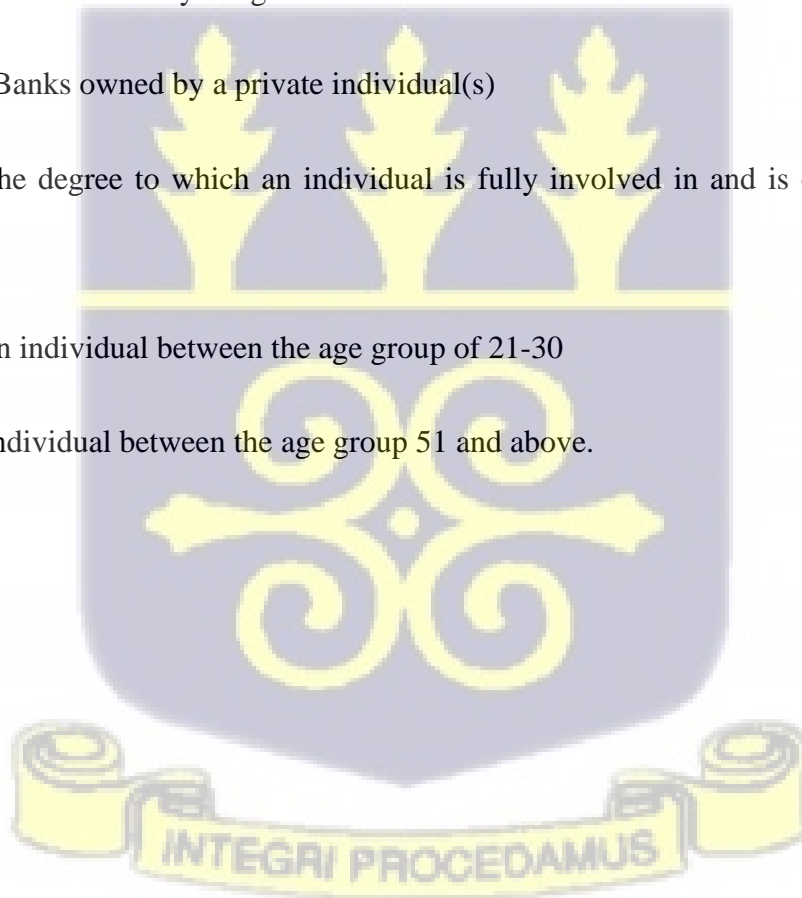 Banks owned by a private individual(s)
he degree to which an individual is fully involved in and is
n individual between the age group of 21-30
ndividual between the age group 51 and above.
INTEGRI PROCEDAMUS